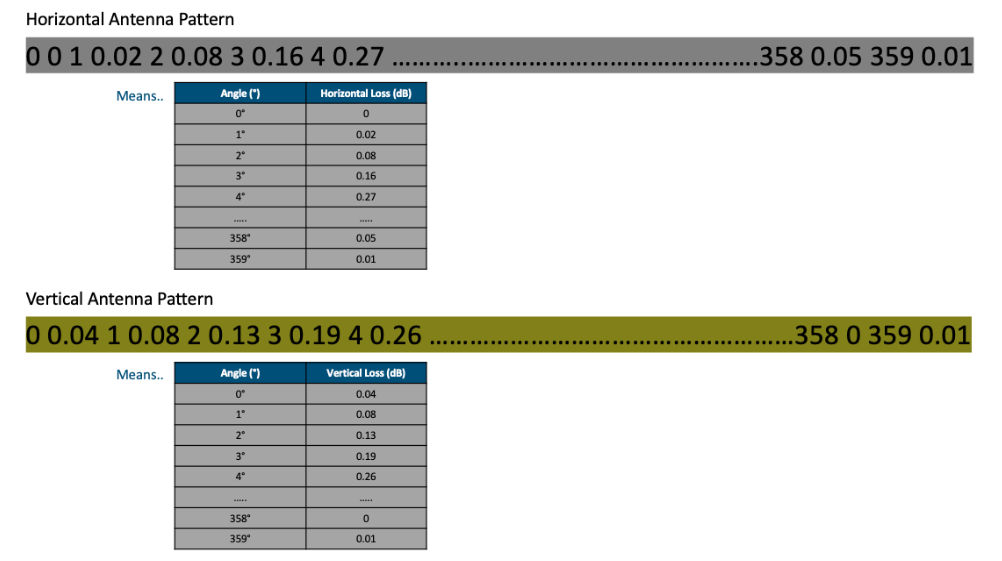 Horizontal Antenna Pattern
0 0 1 0.02 2 0.08 3 0.16 4 0.27 ……………………………………………….358 0.05 359 0.01
Means..
Angle (°) Horizontal Loss (dB)
0° 0
1° 0.02
2° 0.08
3° 0.16
4° 0.27
..... .....
358° 0.05
359° 0.01
Vertical Antenna Pattern
0 0.04 1 0.08 2 0.13 3 0.19 4 0.26 ………………………………………………358 0 359 0.01
Means..
Angle (°) Vertical Loss (dB)
0° 0.04
1° 0.08
2° 0.13
3° 0.19
4° 0.26
..... .....
358° 0
359° 0.01